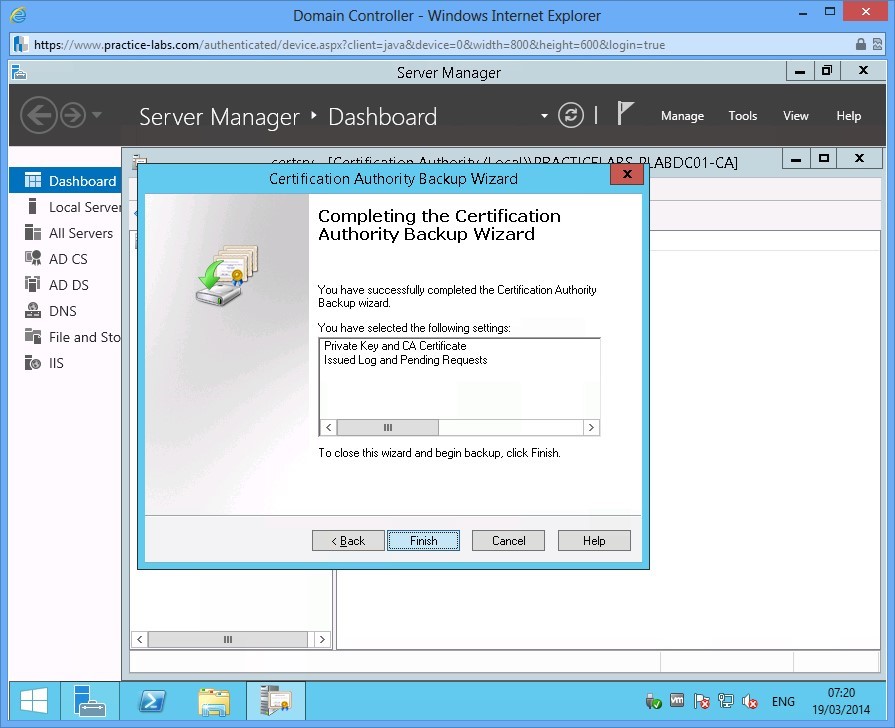 Domain Controller - Windows Internet Explorer
https://www.practice-labs.com/authenticated/device.aspx?client=java&device=0&width=800&height=600&login=true
Server Manager
Server Manager ‣ Dashboard
Manage Tools View Help
certsrv - [Certification Authority (Local)\PRACTICELABS-PLABDC01-CA]
Certification Authority Backup Wizard
Dashboard
Local Server
All Servers
AD CS
AD DS
DNS
File and Sto
IIS
Completing the Certification
Authority Backup Wizard
You have successfully completed the Certification Authority
Backup wizard.
You have selected the following settings:
Private Key and CA Certificate
Issued Log and Pending Requests
To close this wizard and begin backup, click Finish.
< Back Finish Cancel Help
ENG
07:20
19/03/2014